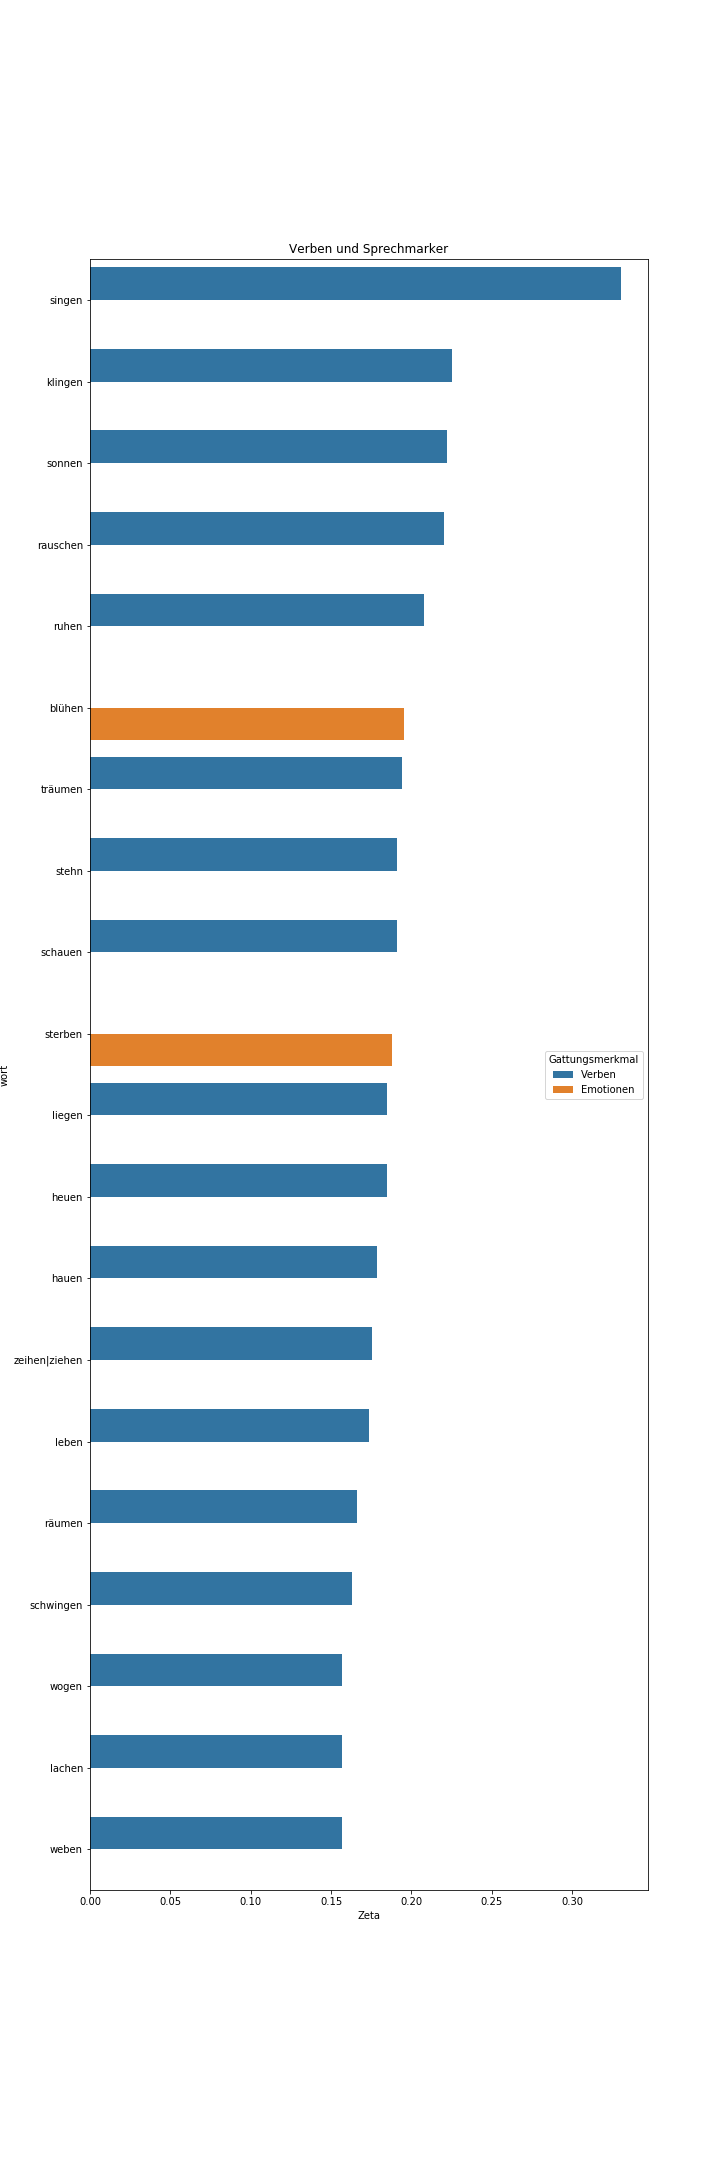 Verben und Sprechmarker
singen
klingen
sonnen
rauschen
ruhen
blühen
träumen
stehn
schauen
sterben
liegen
heuen
hauen
zeihen|ziehen
leben
räumen
schwingen
wogen
lachen
weben
wort
Gattungsmerkmal
Verben
Emotionen
0.00 0.05 0.10 0.15 0.20 0.25 0.30
Zeta